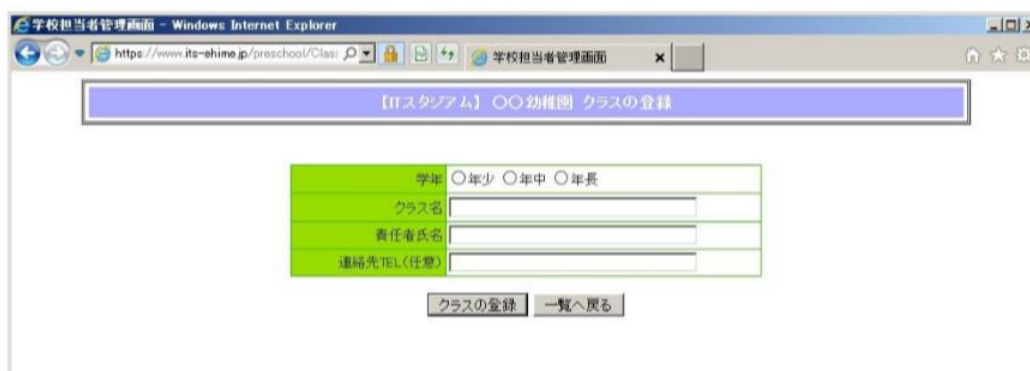 学校担当者管理画面 - Windows Internet Explorer
https://www.its-ehime.jp/preschool/Clas
学校担当者管理画面
【ITスタジアム】 〇〇幼稚園 クラスの登録
学年 〇年少 〇年中 〇年長
クラス名
責任者氏名
連絡先TEL(任意)
クラスの登録 一覧へ戻る